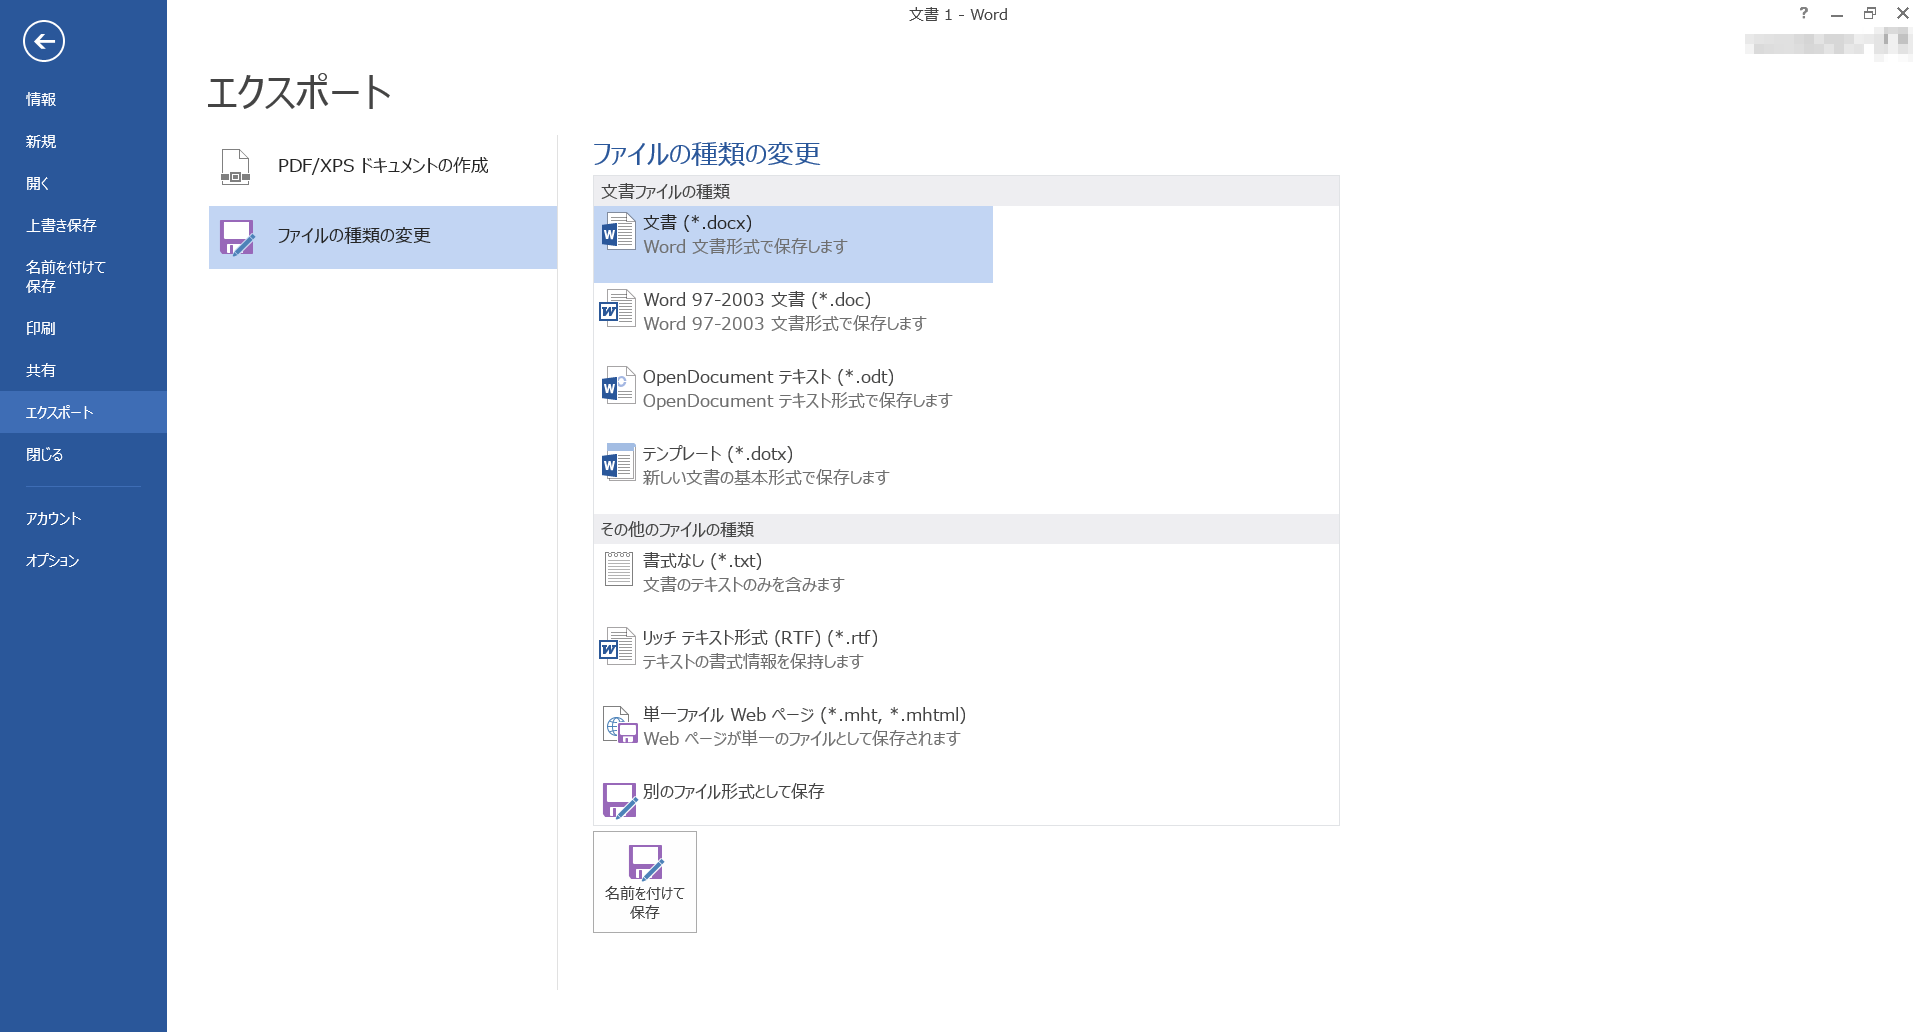 文書 1 - Word
?
情報
新規
開く
上書き保存
名前を付けて
保存
印刷
共有
エクスポート
閉じる
アカウント
オプション
エクスポート
PDF/XPS ドキュメントの作成
ファイルの種類の変更
ファイルの種類の変更
文書ファイルの種類
文書 (*.docx)
Word 文書形式で保存します
Word 97-2003 文書 (*.doc)
Word 97-2003 文書形式で保存します
OpenDocument テキスト (*.odt)
OpenDocument テキスト形式で保存します
テンプレート (*.dotx)
新しい文書の基本形式で保存します
その他のファイルの種類
書式なし (*.txt)
文書のテキストのみを含みます
リッチ テキスト形式 (RTF) (*.rtf)
テキストの書式情報を保持します
単一ファイル Web ページ (*.mht, *.mhtml)
Web ページが単一のファイルとして保存されます
別のファイル形式として保存
名前を付けて
保存